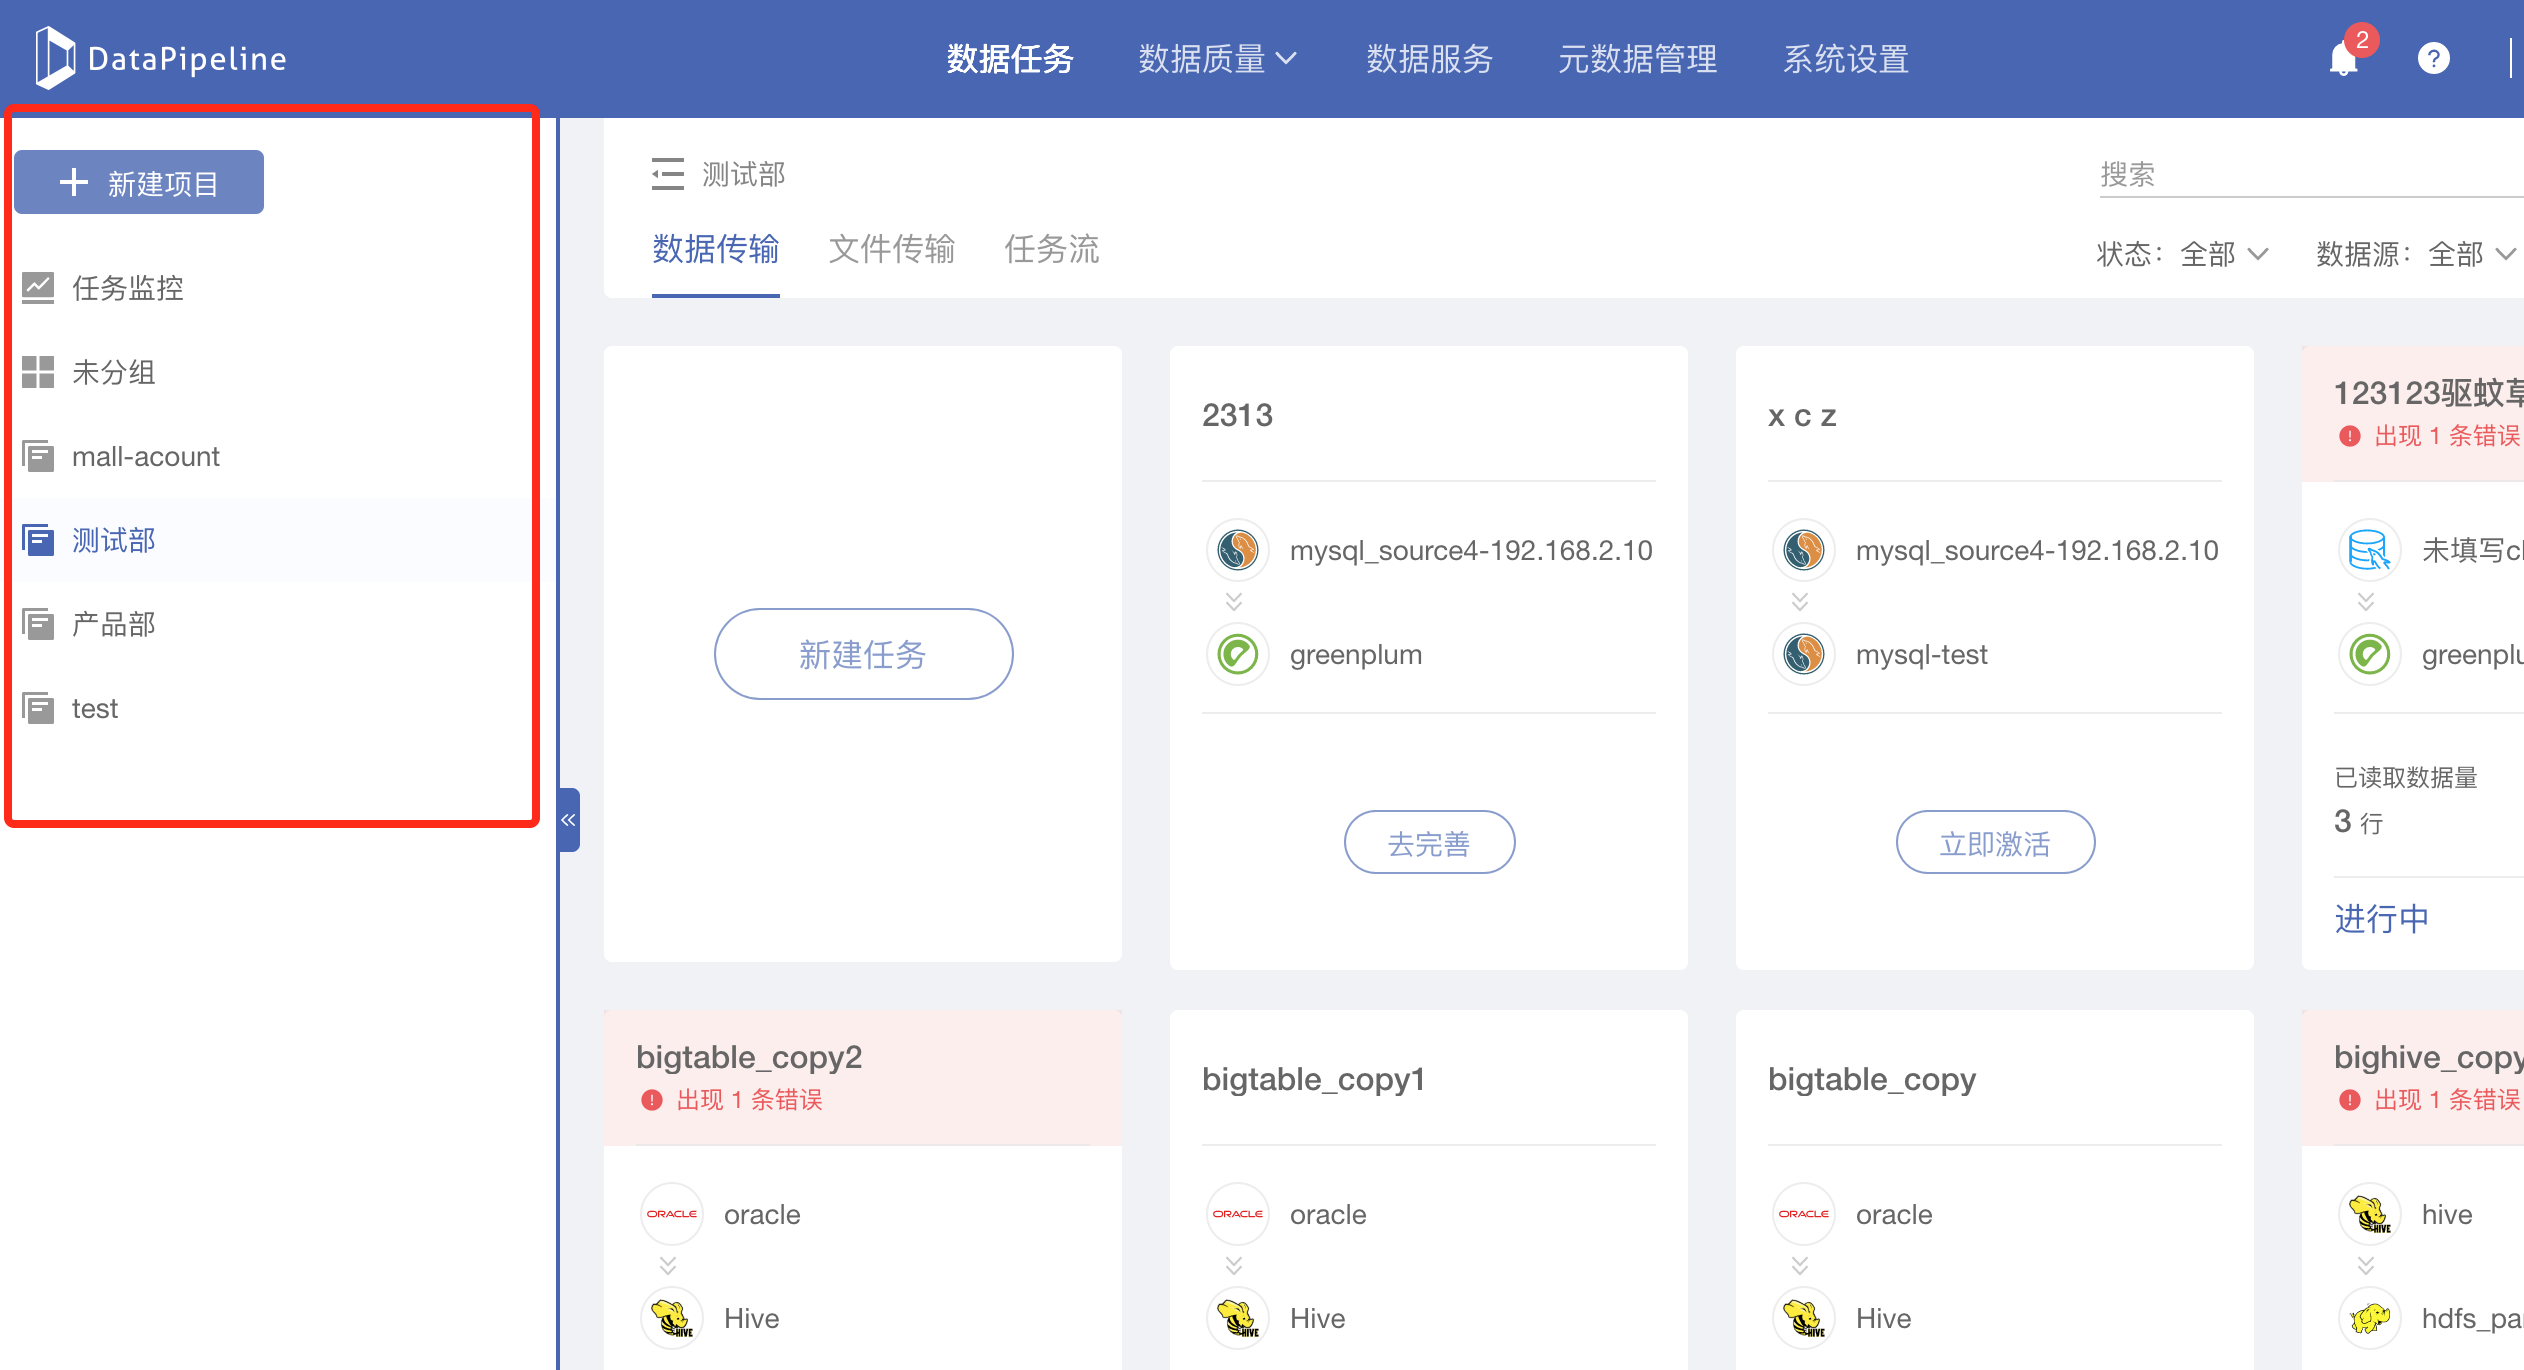 DataPipeline
数据任务 数据质量 数据服务 元数据管理 系统设置
2
?
新建项目
任务监控
未分组
mall-acount
测试部
产品部
test
测试部
搜索
数据传输 文件传输 任务流
状态：全部 数据源：全部
新建任务
2313
mysql_source4-192.168.2.10
greenplum
去完善
x c z
mysql_source4-192.168.2.10
mysql-test
立即激活
123123驱蚊
出现 1 条错误
未填写
greenpl
已读取数据量
3 行
进行中
bigtable_copy2
出现 1 条错误
ORACLE oracle
HIVE Hive
bigtable_copy1
ORACLE oracle
HIVE Hive
bigtable_copy
ORACLE oracle
HIVE Hive
bighive_copy
出现 1 条错误
HIVE hive
hdfs_pa